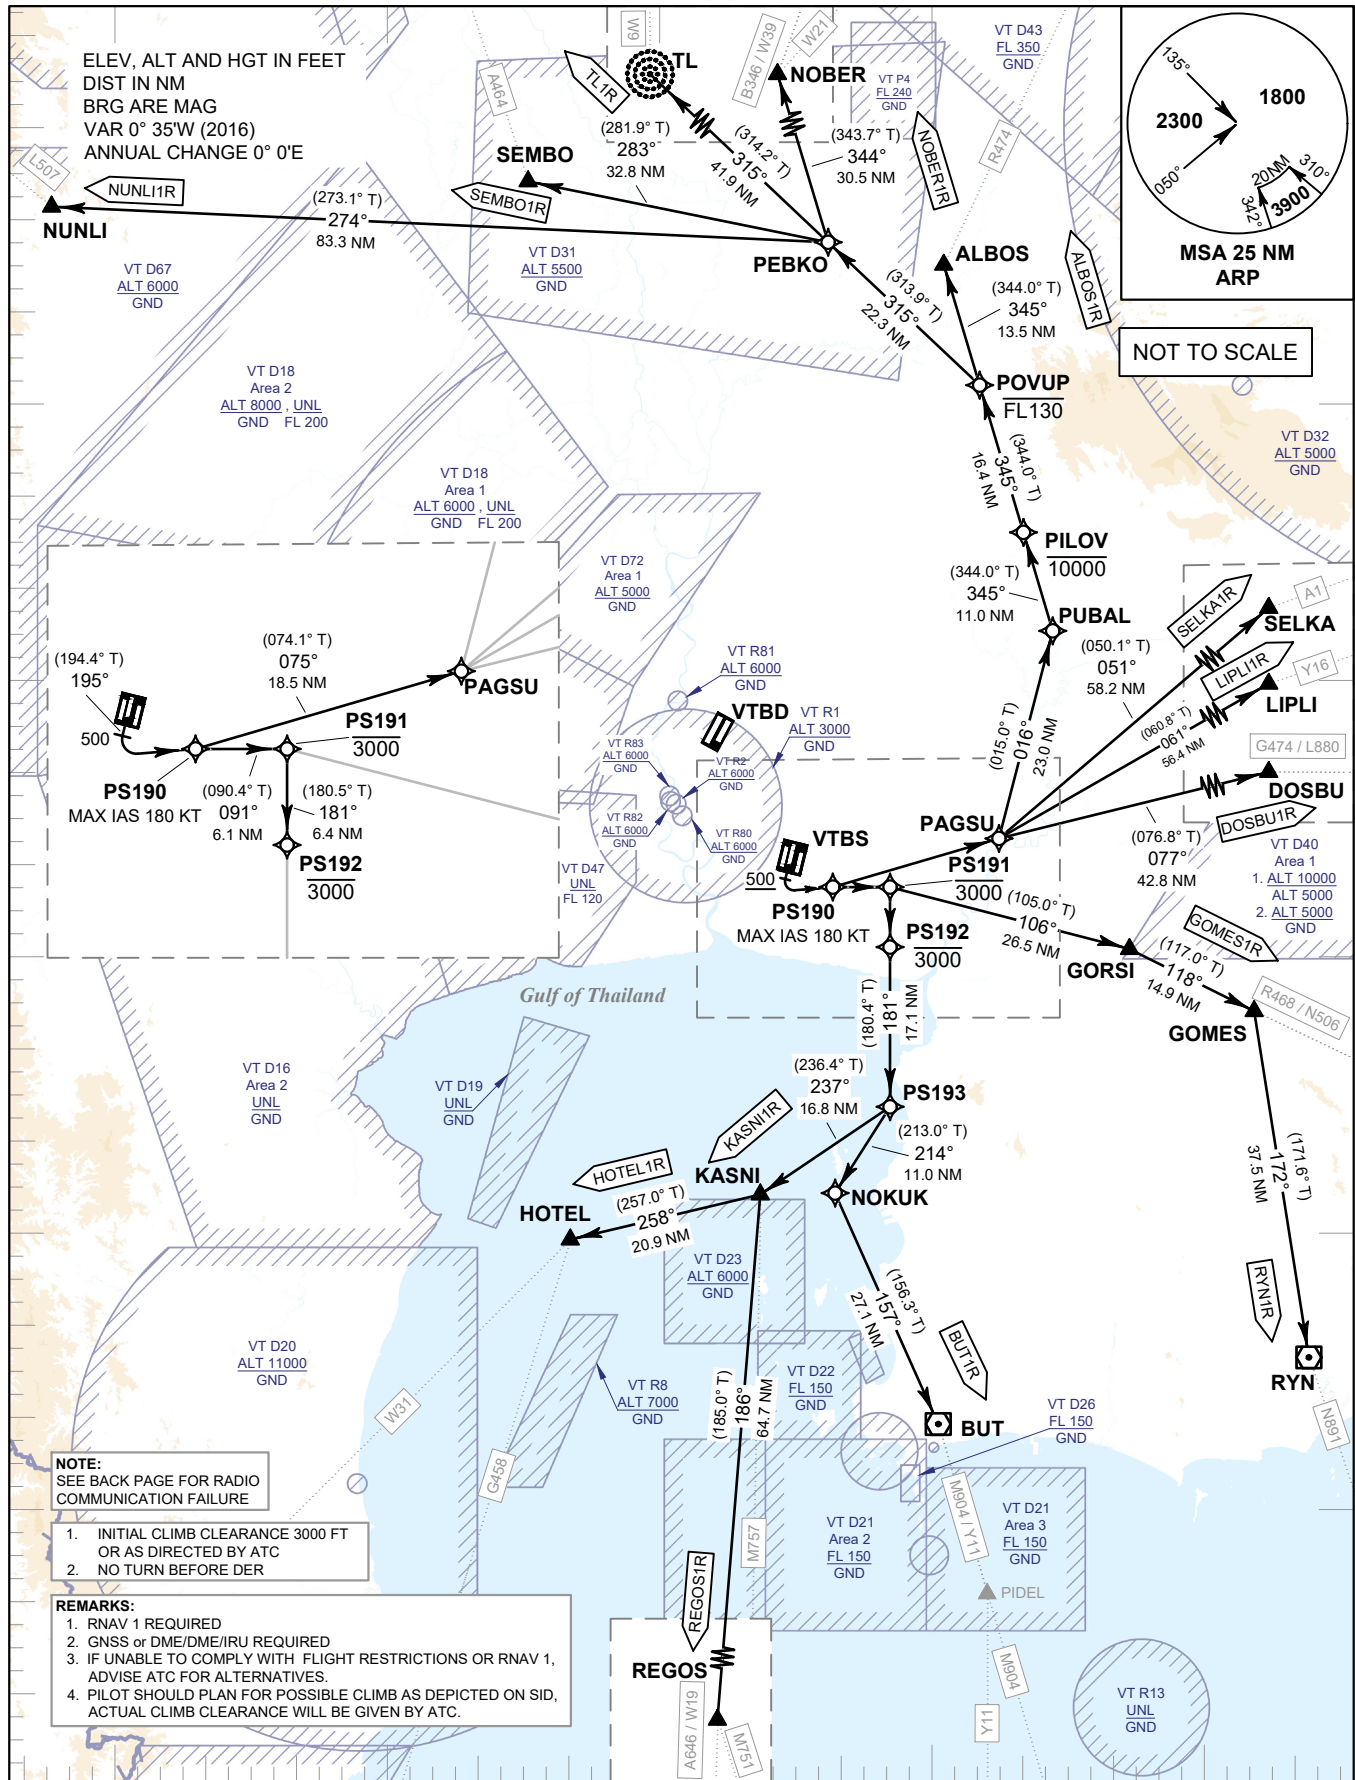 ELEV, ALT AND HGT IN FEET
DIST IN NM
BRG ARE MAG
VAR 0° 35'W (2016)
ANNUAL CHANGE 0° 0'E
135°
1800
2300
050°
20NM
310°
342°
3900
MSA 25 NM
ARP
NOT TO SCALE
W9
TL
TL1R
A464
B346 / W39
W21
NOBER
VT P4
FL 240
GND
VT D43
FL 350
GND
R474
L507
NUNLI1R
NUNLI
(273.1° T)
274°
83.3 NM
SEMBO
SEMBO1R
(281.9° T)
283°
32.8 NM
(314.2° T)
315°
41.9 NM
(343.7° T)
344°
30.5 NM
NOBER1R
PEBKO
VT D31
ALT 5500
GND
VT D67
ALT 6000
GND
ALBOS
ALBOS1R
(344.0° T)
345°
13.5 NM
(313.9° T)
315°
22.3 NM
POVUP
FL130
VT D18
Area 2
ALT 8000 , UNL
GND FL 200
VT D32
ALT 5000
GND
(344.0° T)
345°
16.4 NM
VT D18
Area 1
ALT 6000 , UNL
GND FL 200
PILOV
10000
VT D72
Area 1
ALT 5000
GND
(344.0° T)
345°
11.0 NM
PUBAL
SELKA1R
A1
SELKA
(050.1° T)
051°
58.2 NM
LIPLI1R
Y16
LIPLI
(060.8° T)
061°
56.4 NM
G474 / L880
DOSBU
DOSBU1R
(076.8° T)
077°
42.8 NM
(015.0° T)
016°
23.0 NM
(194.4° T)
195°
500
(074.1° T)
075°
18.5 NM
PAGSU
PS191
3000
PS190
MAX IAS 180 KT
(090.4° T)
091°
6.1 NM
(180.5° T)
181°
6.4 NM
PS192
3000
VT R81
ALT 6000
GND
VTBD
VT R1
ALT 3000
GND
VT R83
ALT 6000
GND
VT R2
ALT 6000
GND
VT R82
ALT 6000
GND
VT R80
ALT 6000
GND
VT D47
UNL
FL 120
VTBS
500
PAGSU
PS191
3000
PS190
MAX IAS 180 KT
PS192
3000
VT D40
Area 1
1. ALT 10000
ALT 5000
2. ALT 5000
GND
(105.0° T)
106°
26.5 NM
GORSI
GOMES1R
(117.0° T)
118°
14.9 NM
GOMES
R468 / N506
Gulf of Thailand
(180.4° T)
181°
17.1 NM
VT D16
Area 2
UNL
GND
VT D19
UNL
GND
(236.4° T)
237°
16.8 NM
PS193
(213.0° T)
214°
11.0 NM
KASNI1R
KASNI
NOKUK
HOTEL1R
HOTEL
(257.0° T)
258°
20.9 NM
(171.6° T)
172°
37.5 NM
RYN1R
RYN
N891
VT D23
ALT 6000
GND
(156.3° T)
157°
27.1 NM
BUT1R
BUT
VT D20
ALT 11000
GND
VT R8
ALT 7000
GND
VT D22
FL 150
GND
VT D26
FL 150
GND
(185.0° T)
186°
64.7 NM
W31
G458
M757
M904 / Y11
VT D21
Area 2
FL 150
GND
VT D21
Area 3
FL 150
GND
PIDEL
REGOS1R
REGOS
A646 / W19
M751
M904
Y11
VT R13
UNL
GND
NOTE:
SEE BACK PAGE FOR RADIO
COMMUNICATION FAILURE
1. INITIAL CLIMB CLEARANCE 3000 FT
OR AS DIRECTED BY ATC
2. NO TURN BEFORE DER
REMARKS:
1. RNAV 1 REQUIRED
2. GNSS or DME/DME/IRU REQUIRED
3. IF UNABLE TO COMPLY WITH FLIGHT RESTRICTIONS OR RNAV 1,
ADVISE ATC FOR ALTERNATIVES.
4. PILOT SHOULD PLAN FOR POSSIBLE CLIMB AS DEPICTED ON SID,
ACTUAL CLIMB CLEARANCE WILL BE GIVEN BY ATC.